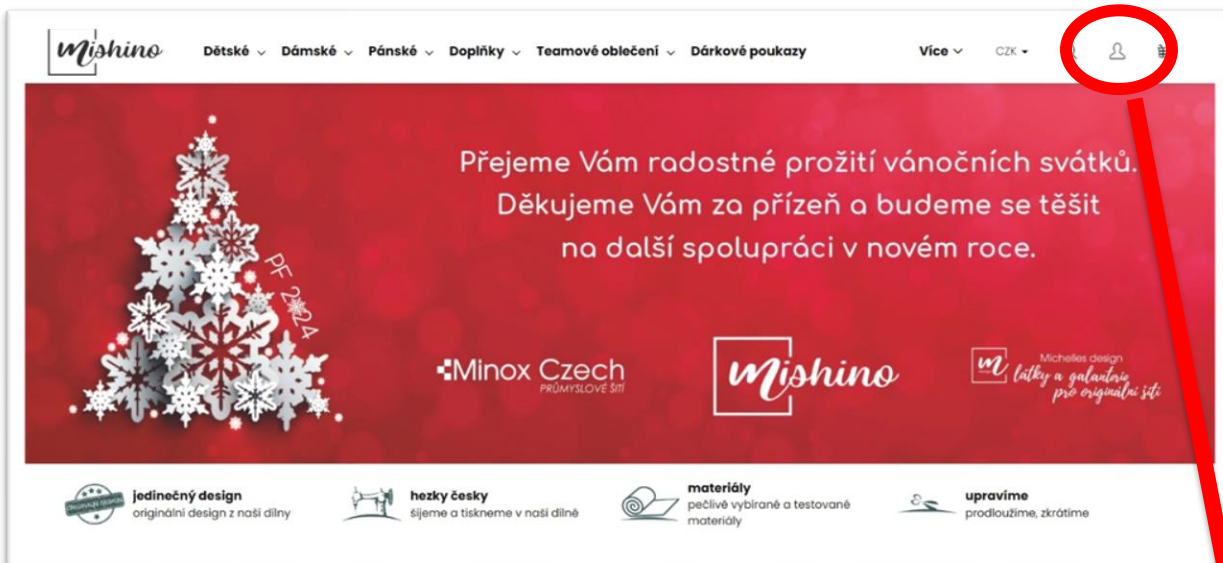 Mishino
Dětské Dámské Pánské Doplňky Teamové oblečení Dárkové poukazy Více CZK
Přejeme Vám radostné prožití vánočních svátků.
Děkujeme Vám za přízeň a budeme se těšit
na další spolupráci v novém roce.
PF 2024
Minox Czech
PRŮMYSLOVÉ ŠITÍ
Mishino
m
Michelles design
látky a galanterie
pro originální šití
jedinečný design
originální design z naší dílny
hezky česky
šijeme a tiskneme v naší dílně
materiály
pečlivě vybírané a testované
materiály
upravíme
prodloužíme, zkrátíme